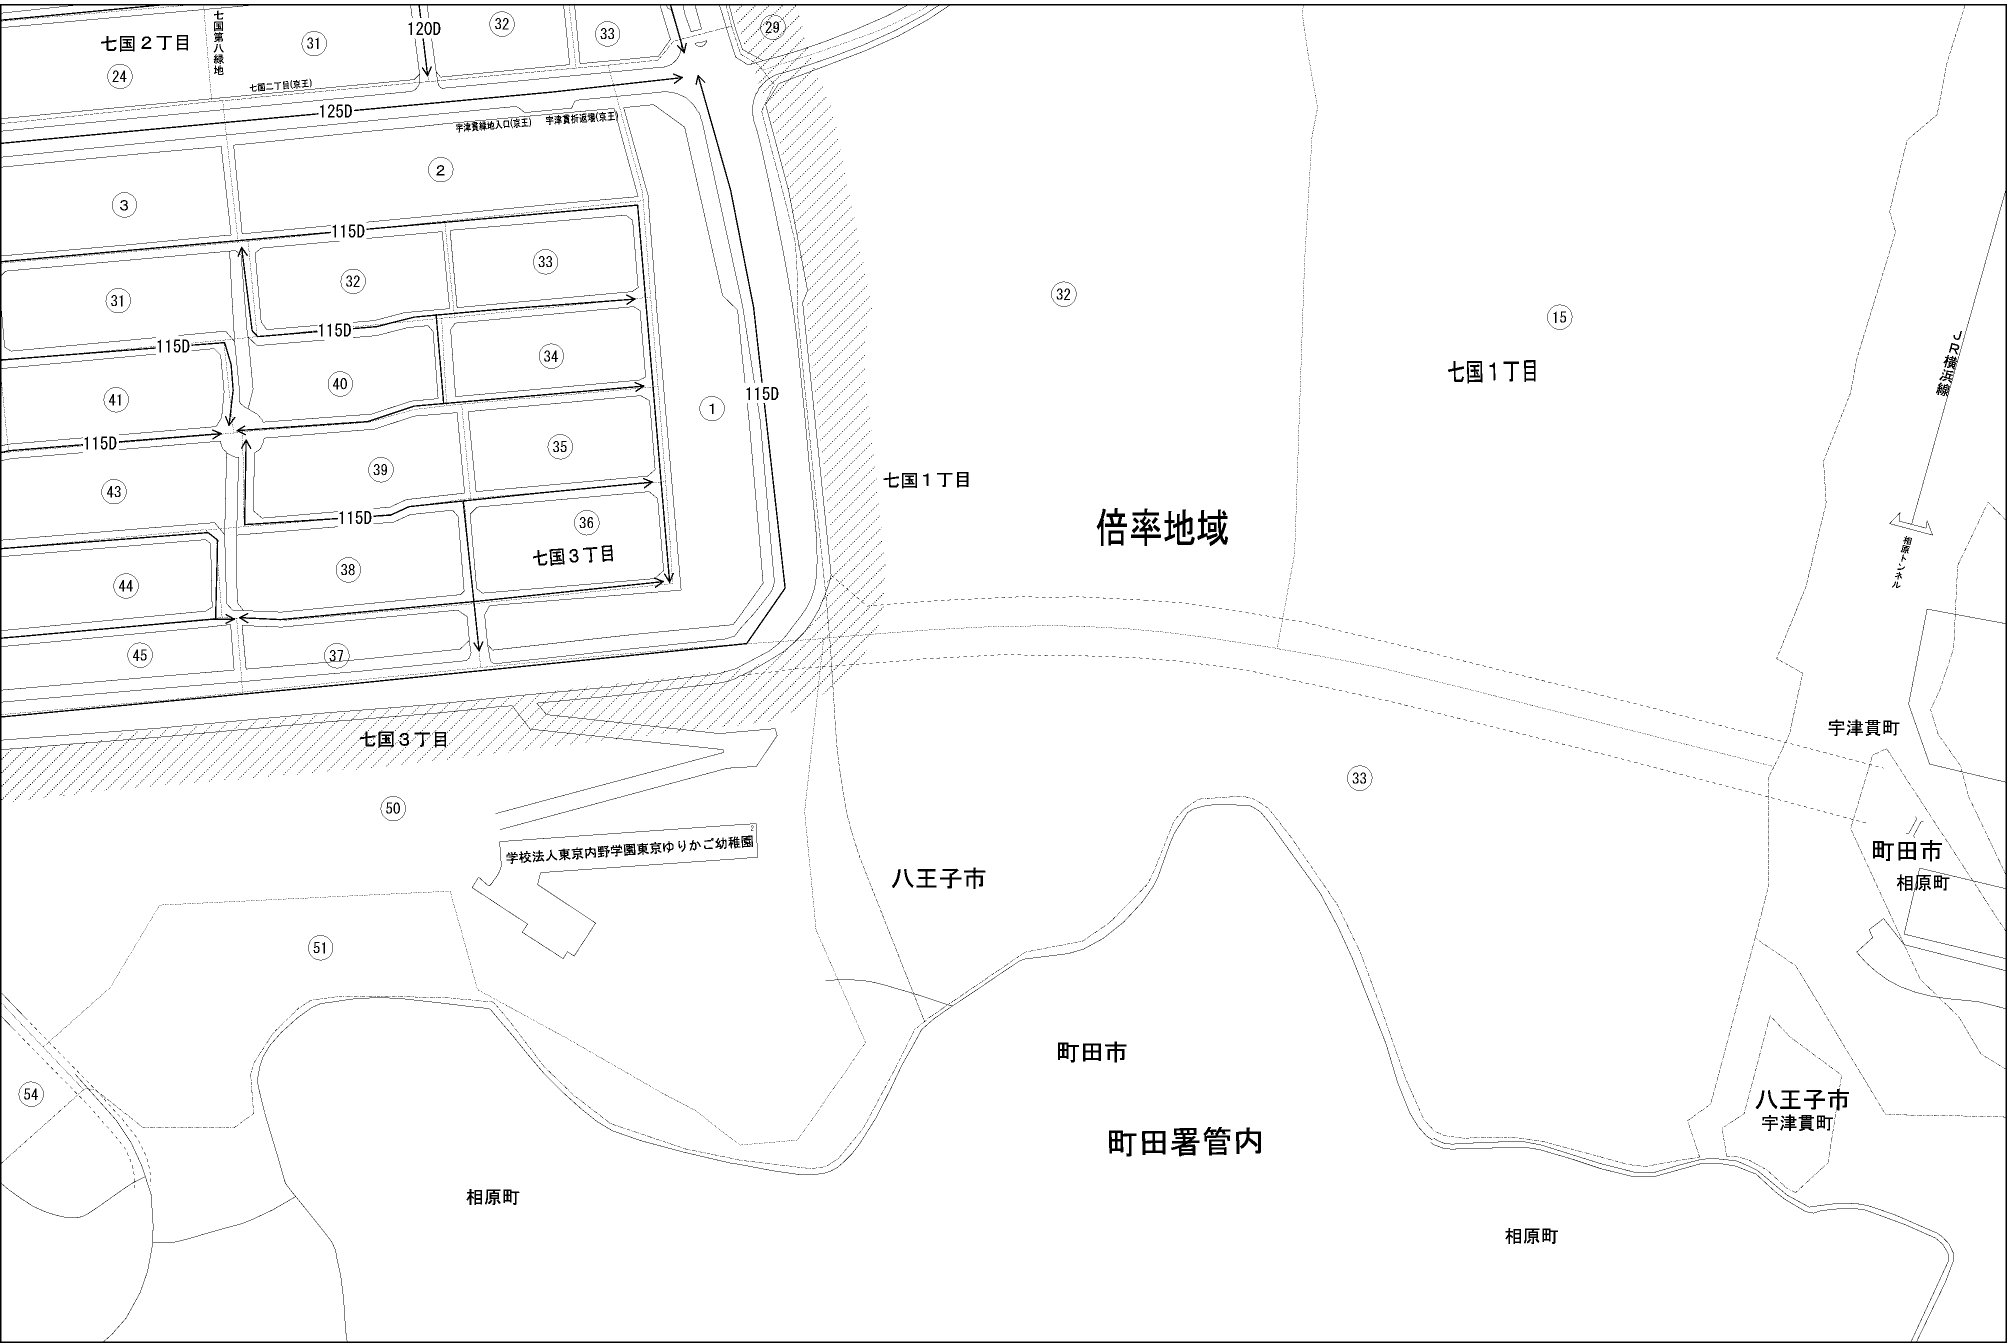 七国２丁目
七国第八緑地
120D
32
33
29
31
24
七国二丁目(京王)
125D
宇津貫緑地入口(京王)
宇津貫折返場(京王)
2
3
115D
33
32
31
32
15
115D
115D
34
40
41
七国１丁目
JR横浜線
115D
1
115D
35
39
43
七国１丁目
115D
36
倍率地域
七国３丁目
相原トンネル
38
44
45
37
宇津貫町
七国３丁目
33
50
2
学校法人東京内野学園東京ゆりかご幼稚園
町田市
相原町
八王子市
51
町田市
54
八王子市
宇津貫町
町田署管内
相原町
相原町